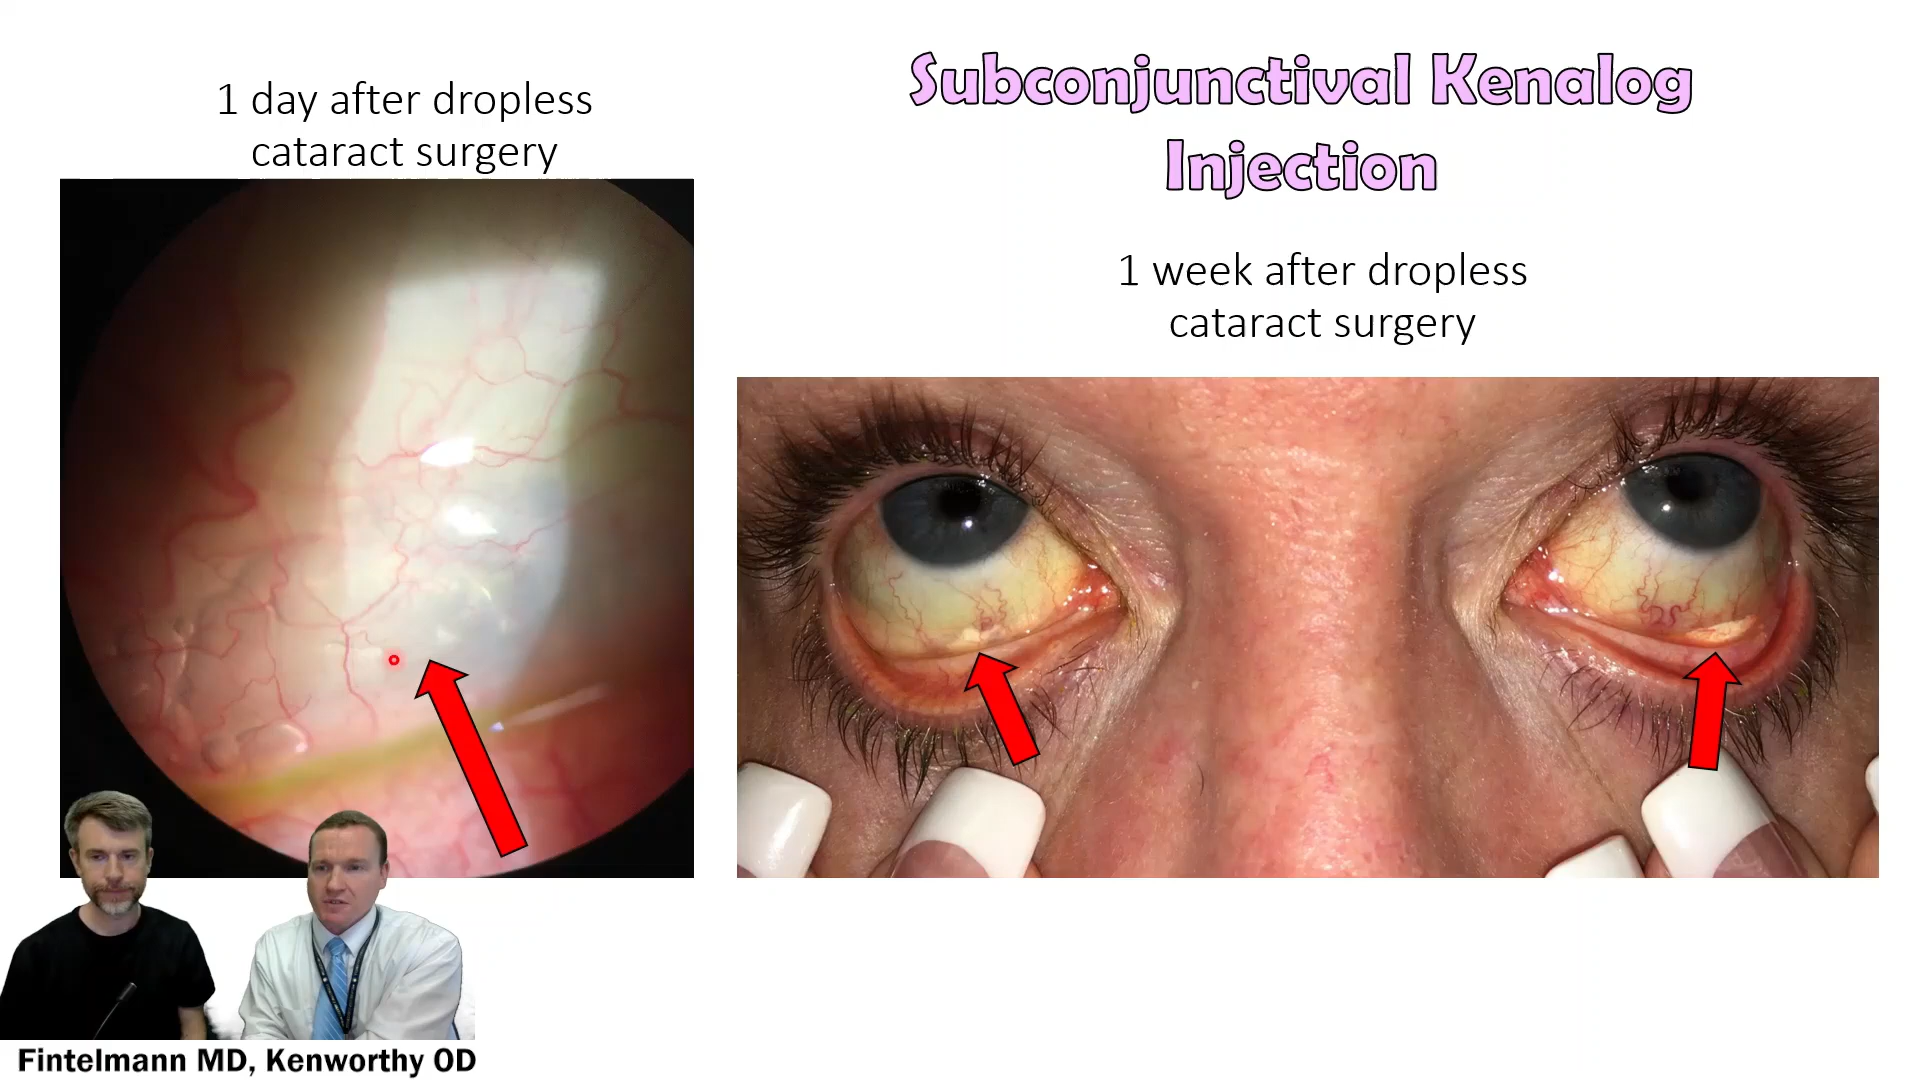 1 day after dropless
cataract surgery
Subconjunctival Kenalog
Injection
1 week after dropless
cataract surgery
Fintelmann MD, Kenworthy OD